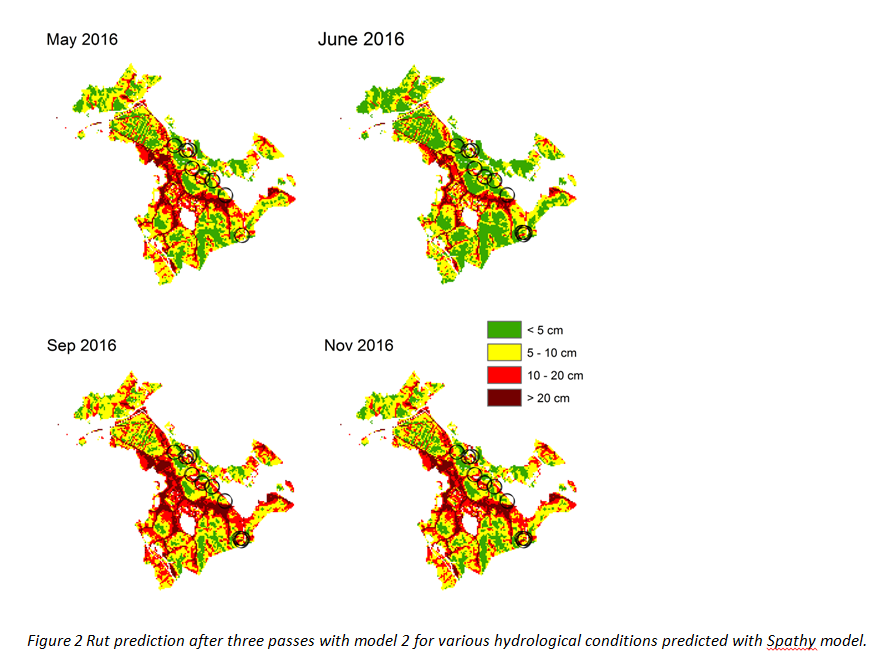 May 2016
June 2016
Sep 2016
Nov 2016
< 5 cm
5 - 10 cm
10 - 20 cm
> 20 cm
Figure 2 Rut prediction after three passes with model 2 for various hydrological conditions predicted with Spathy model.